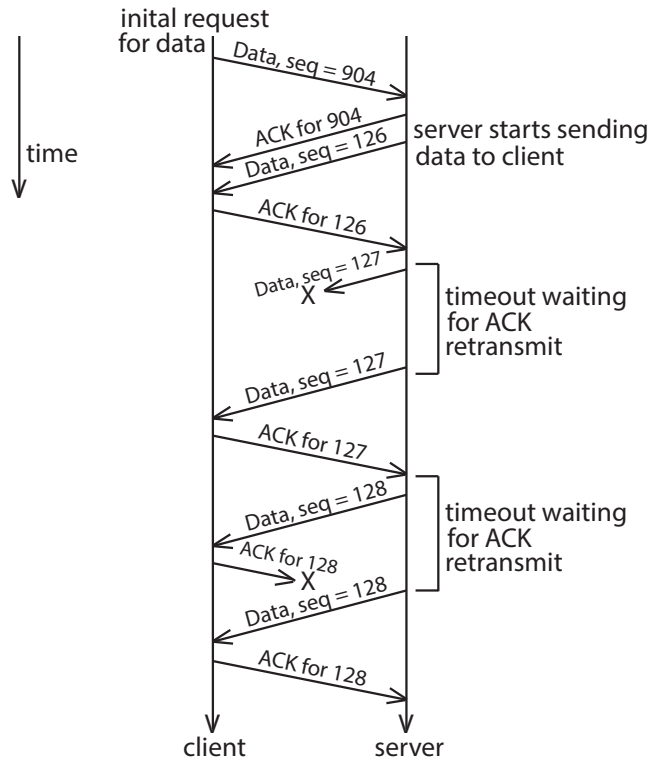 inital request
for data
Data, seq = 904
ACK for 904
server starts sending
data to client
time
Data, seq = 126
ACK for 126
Data, seq = 127
X
timeout waiting
for ACK
retransmit
Data, seq = 127
ACK for 127
Data, seq = 128
timeout waiting
for ACK
retransmit
ACK for 128
X
Data, seq = 128
ACK for 128
client
server